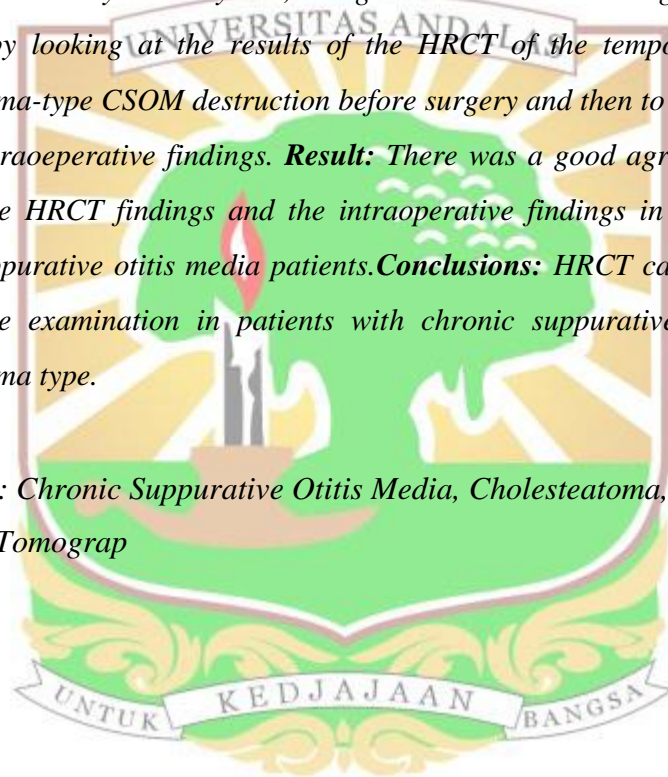 UNIVERSITAS ANDALAS
by looking at the results of the HRCT of the tempo
ma-type CSOM destruction before surgery and then to
traoeperative findings. Result: There was a good agr
e HRCT findings and the intraoperative findings in
ppurative otitis media patients.Conclusions: HRCT ca
e examination in patients with chronic suppurative
ma type.
: Chronic Suppurative Otitis Media, Cholesteatoma,
Tomograp
UNTUK KEDJAJAAN BANGSA